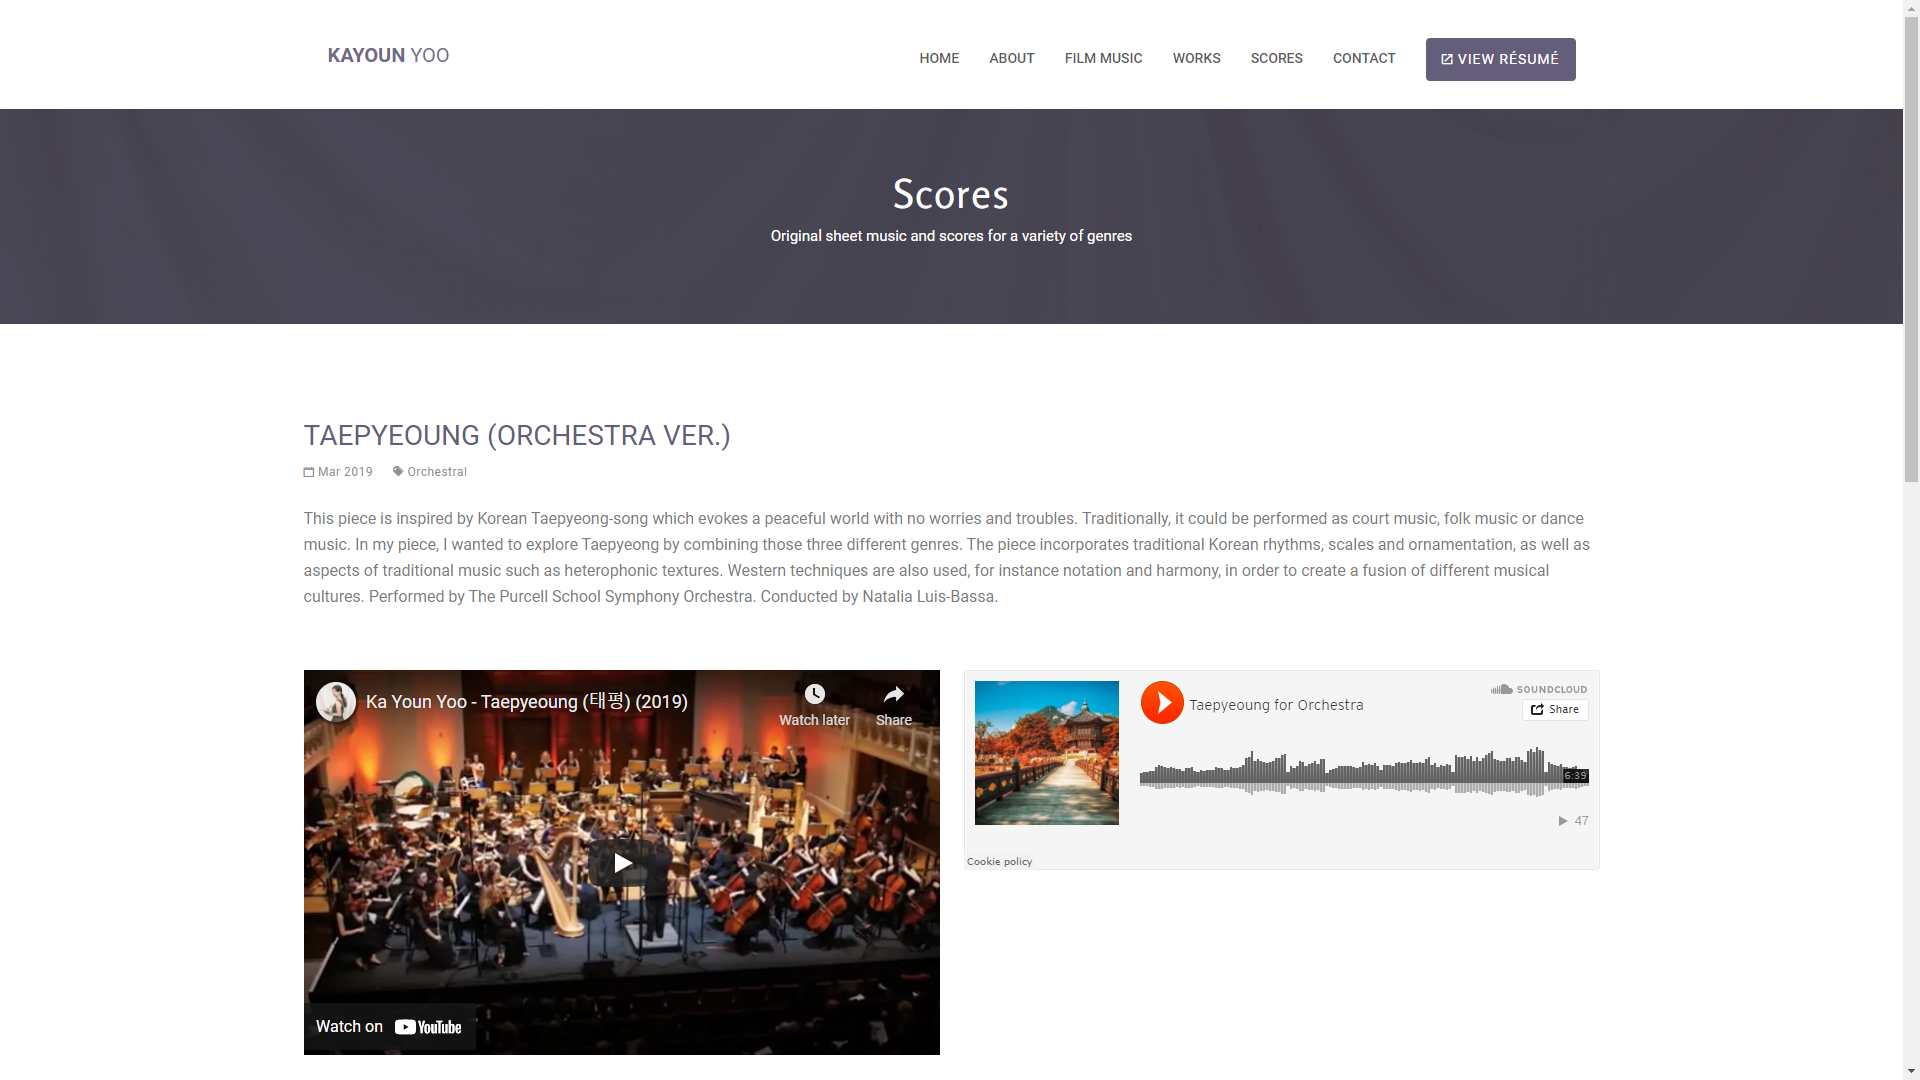 KAYOUN YOO
HOME ABOUT FILM MUSIC WORKS SCORES CONTACT VIEW RÉSUMÉ
Scores
Original sheet music and scores for a variety of genres
TAEPYEOUNG (ORCHESTRA VER.)
Mar 2019 Orchestral
This piece is inspired by Korean Taepyeong-song which evokes a peaceful world with no worries and troubles. Traditionally, it could be performed as court music, folk music or dance
music. In my piece, I wanted to explore Taepyeong by combining those three different genres. The piece incorporates traditional Korean rhythms, scales and ornamentation, as well as
aspects of traditional music such as heterophonic textures. Western techniques are also used, for instance notation and harmony, in order to create a fusion of different musical
cultures. Performed by The Purcell School Symphony Orchestra. Conducted by Natalia Luis-Bassa.
Ka Youn Yoo - Taepyeoung (태평) (2019)
Watch later Share
Watch on YouTube
SOUNDCLOUD
Taepyeoung for Orchestra
Share
6:39
47
Cookie policy